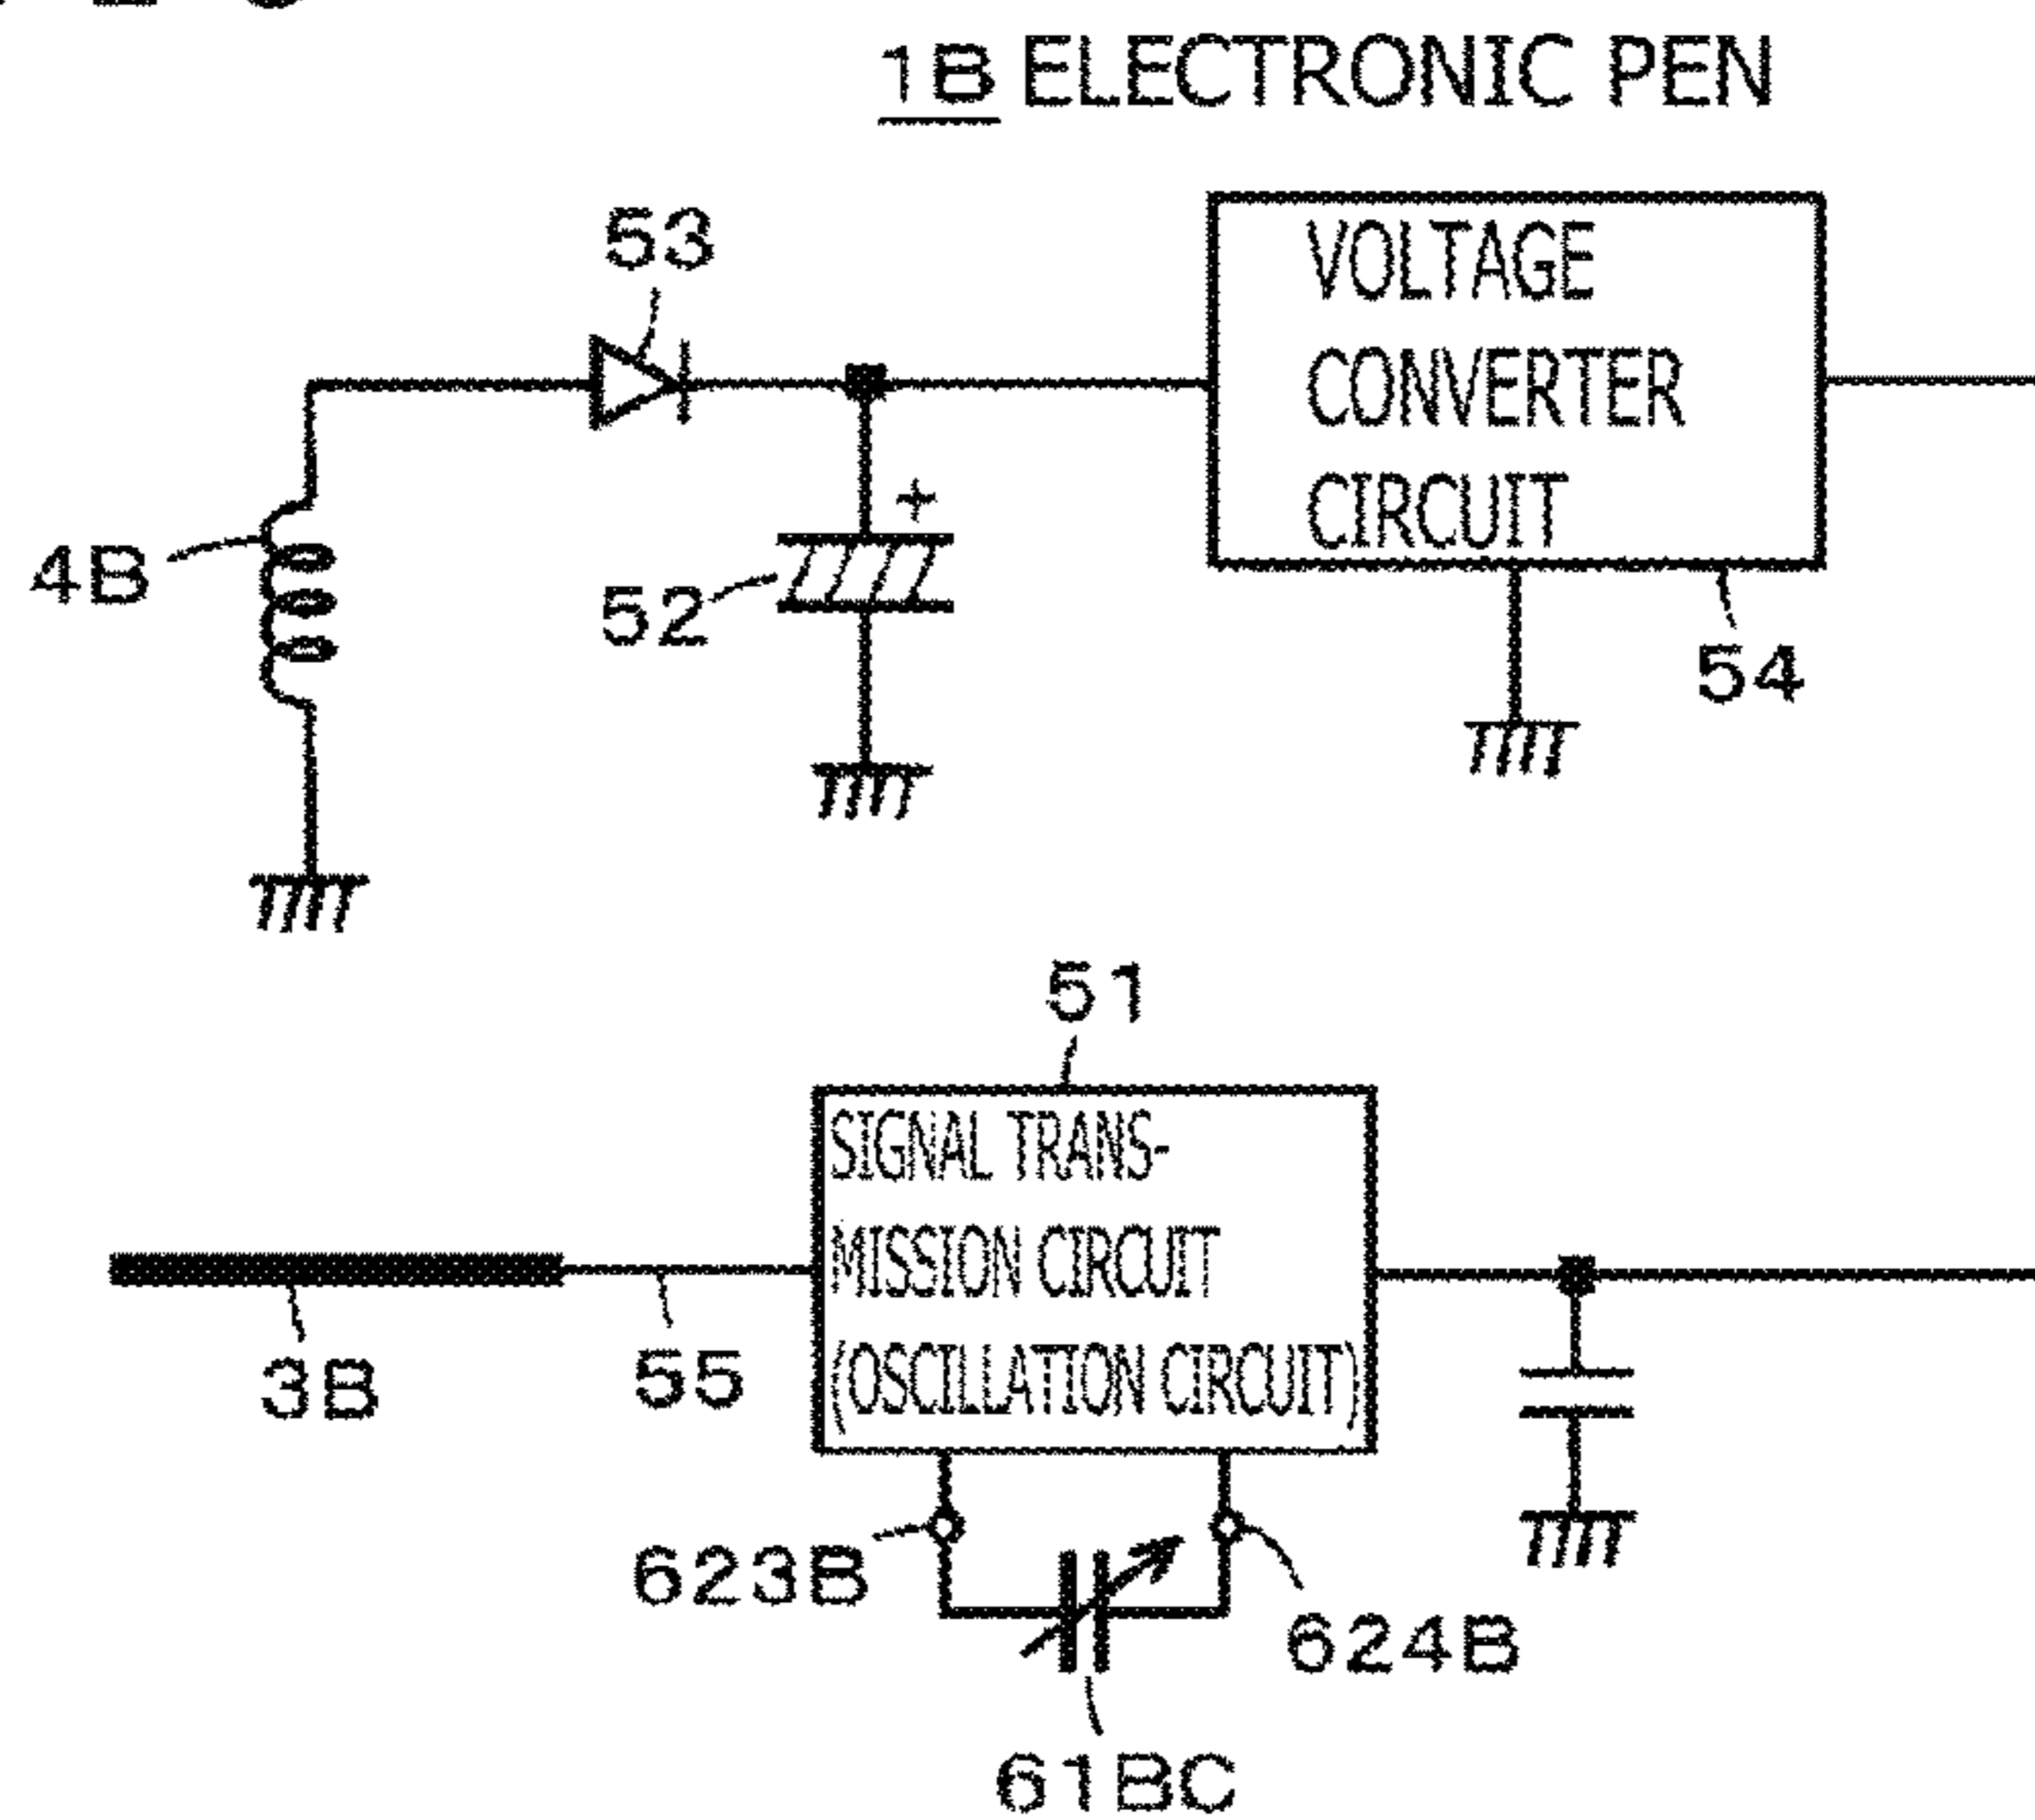 1B ELECTRONIC PEN
53
VOLTAGE
CONVERTER
CIRCUIT
+
4B
52
54
51
SIGNAL TRANS-
MISSION CIRCUIT
(OSCILLATION CIRCUIT)
3B
55
623B
624B
61BC